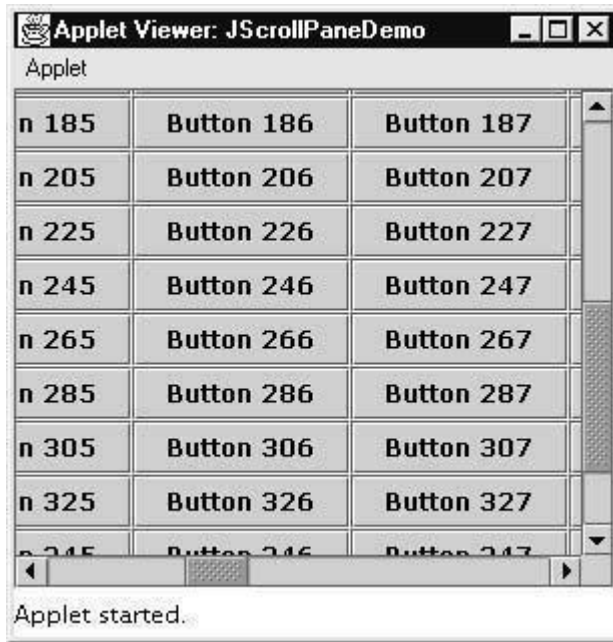 Applet Viewer: JScrollPaneDemo
Applet
n 185 Button 186 Button 187
n 205 Button 206 Button 207
n 225 Button 226 Button 227
n 245 Button 246 Button 247
n 265 Button 266 Button 267
n 285 Button 286 Button 287
n 305 Button 306 Button 307
n 325 Button 326 Button 327
Applet started.